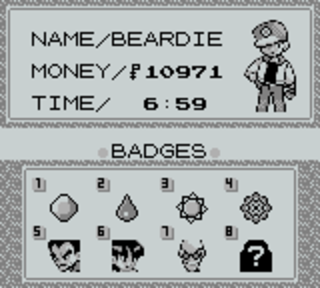 NAME/BEARDIE
MONEY/₽10971
TIME/ 6:59
BADGES
1 2 3 4
5 6 7 8
?